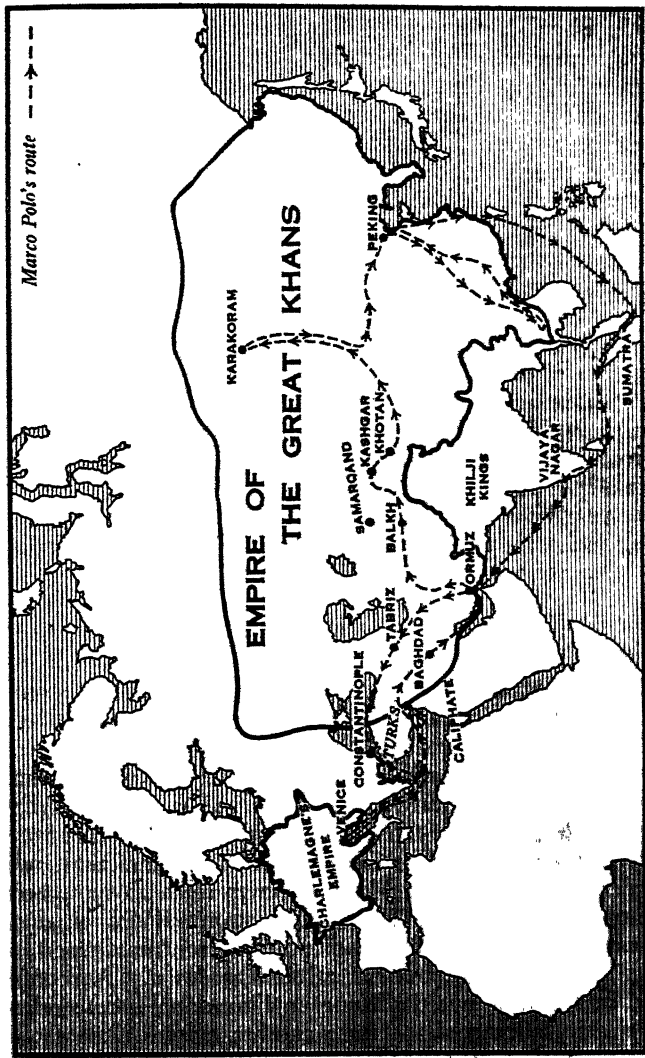 Marco Polo's route
EMPIRE OF
THE GREAT KHANS
KARAKORAM
PEKING
SAMARQAND
KASHGAR
KHOTAN
BALKH
CONSTANTINOPLE
TABRIZ
TURKS
BAGHDAD
CALIPHATE
ORMUZ
VENICE
CHARLEMAGNE'S
EMPIRE
KHILJI
KINGS
VIJAYA
NAGAR
SUMATRA